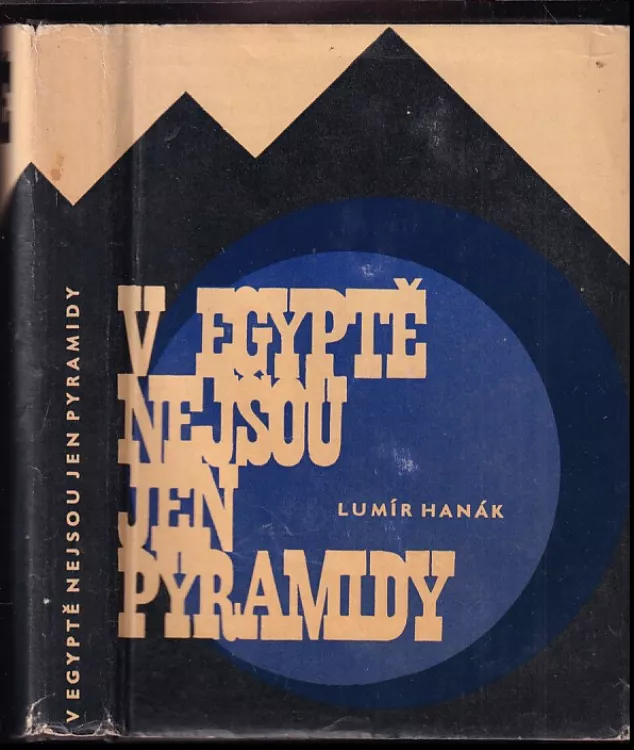 V EGYPTĚ
NEJSOU
JEN
PYRAMIDY
LUMÍR HANÁK
V EGYPTĚ NEJSOU JEN PYRAMIDY